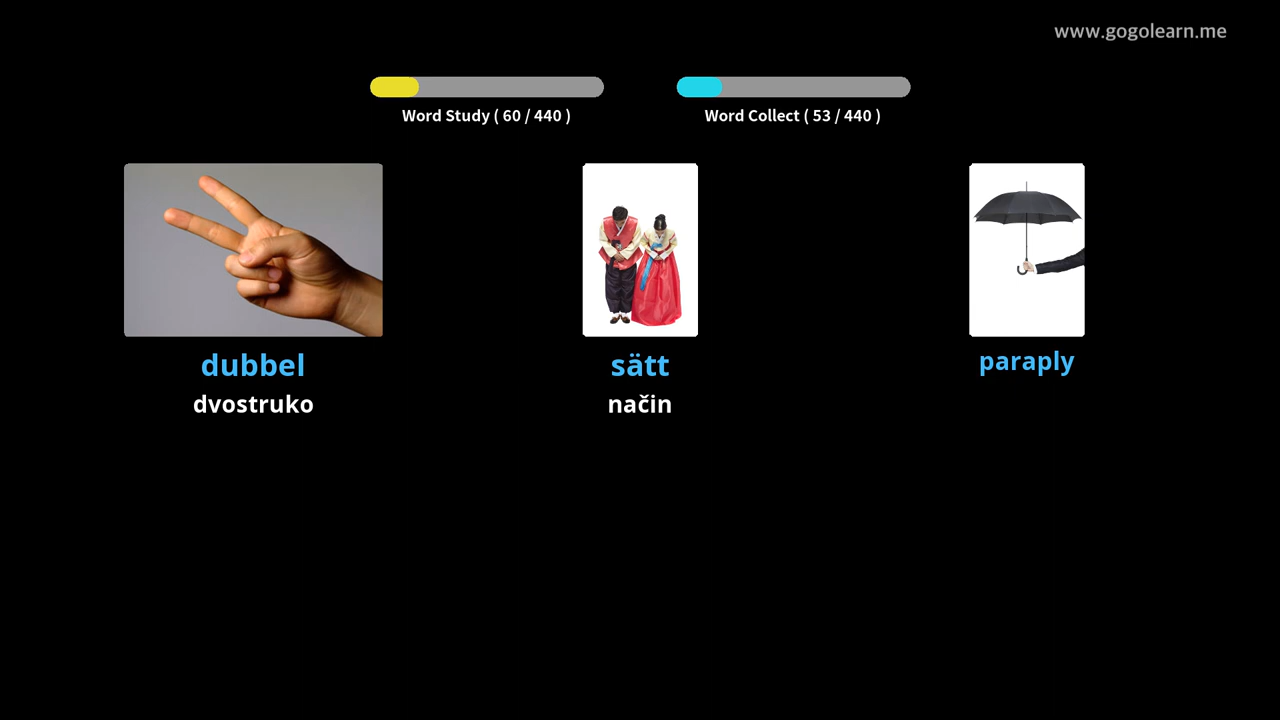 www.gogolearn.me
Word Study ( 60 / 440 )
Word Collect ( 53 / 440 )
dubbel
sätt
paraply
dvostruko
način